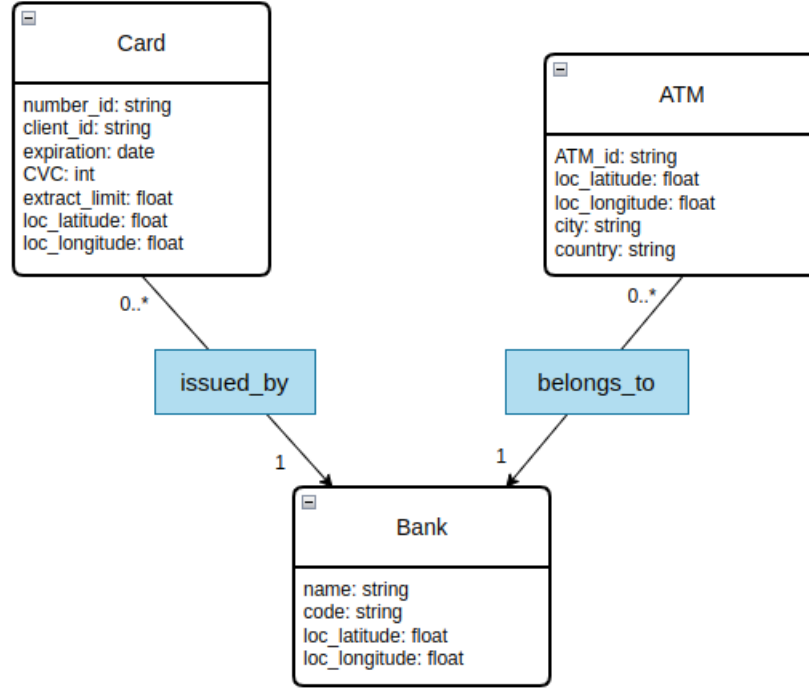 Card
number_id: string
client_id: string
expiration: date
CVC: int
extract_limit: float
loc_latitude: float
loc_longitude: float
ATM
ATM_id: string
loc_latitude: float
loc_longitude: float
city: string
country: string
0..*
0..*
issued_by
belongs_to
1
1
Bank
name: string
code: string
loc_latitude: float
loc_longitude: float